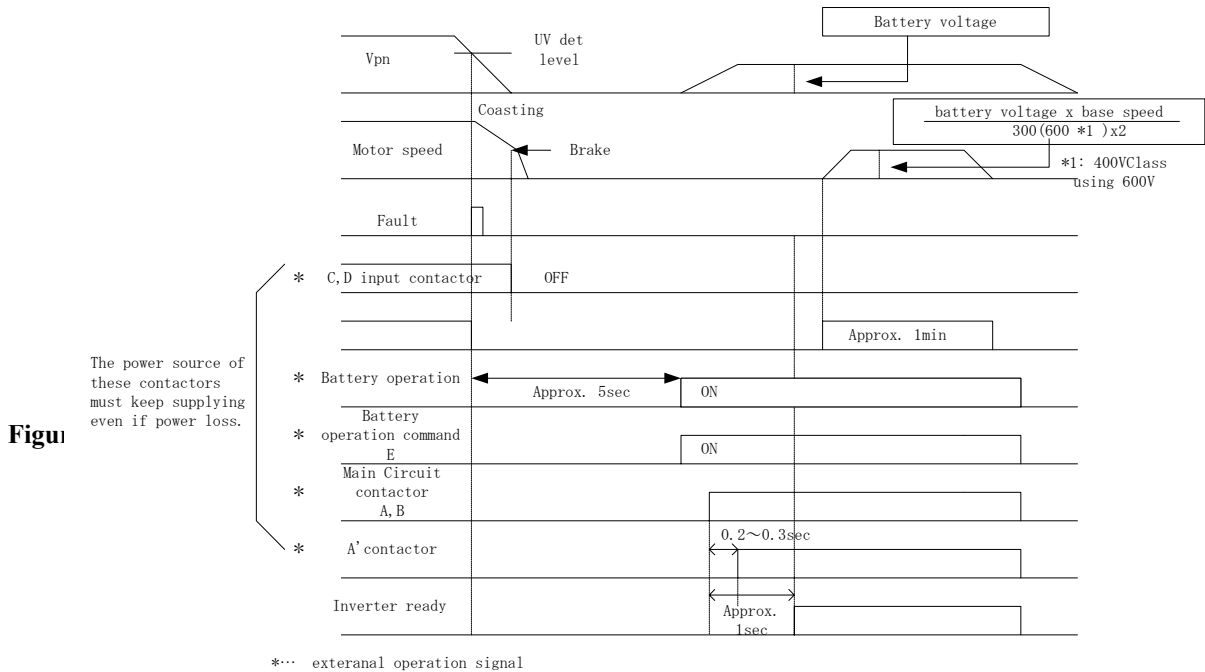 Battery voltage
UV det
level
Vpn
Coasting
battery voltage x base speed
300(600 *1 )x2
Motor speed
Brake
*1: 400VClass
using 600V
Fault
* C,D input contactor
OFF
Approx. 1min
The power source of
these contactors
must keep supplying
even if power loss.
* Battery operation
Approx. 5sec
ON
Battery
* operation command
E
ON
Main Circuit
* contactor
A,B
0.2～0.3sec
* A'contactor
Inverter ready
Approx.
1sec
*… exteranal operation signal